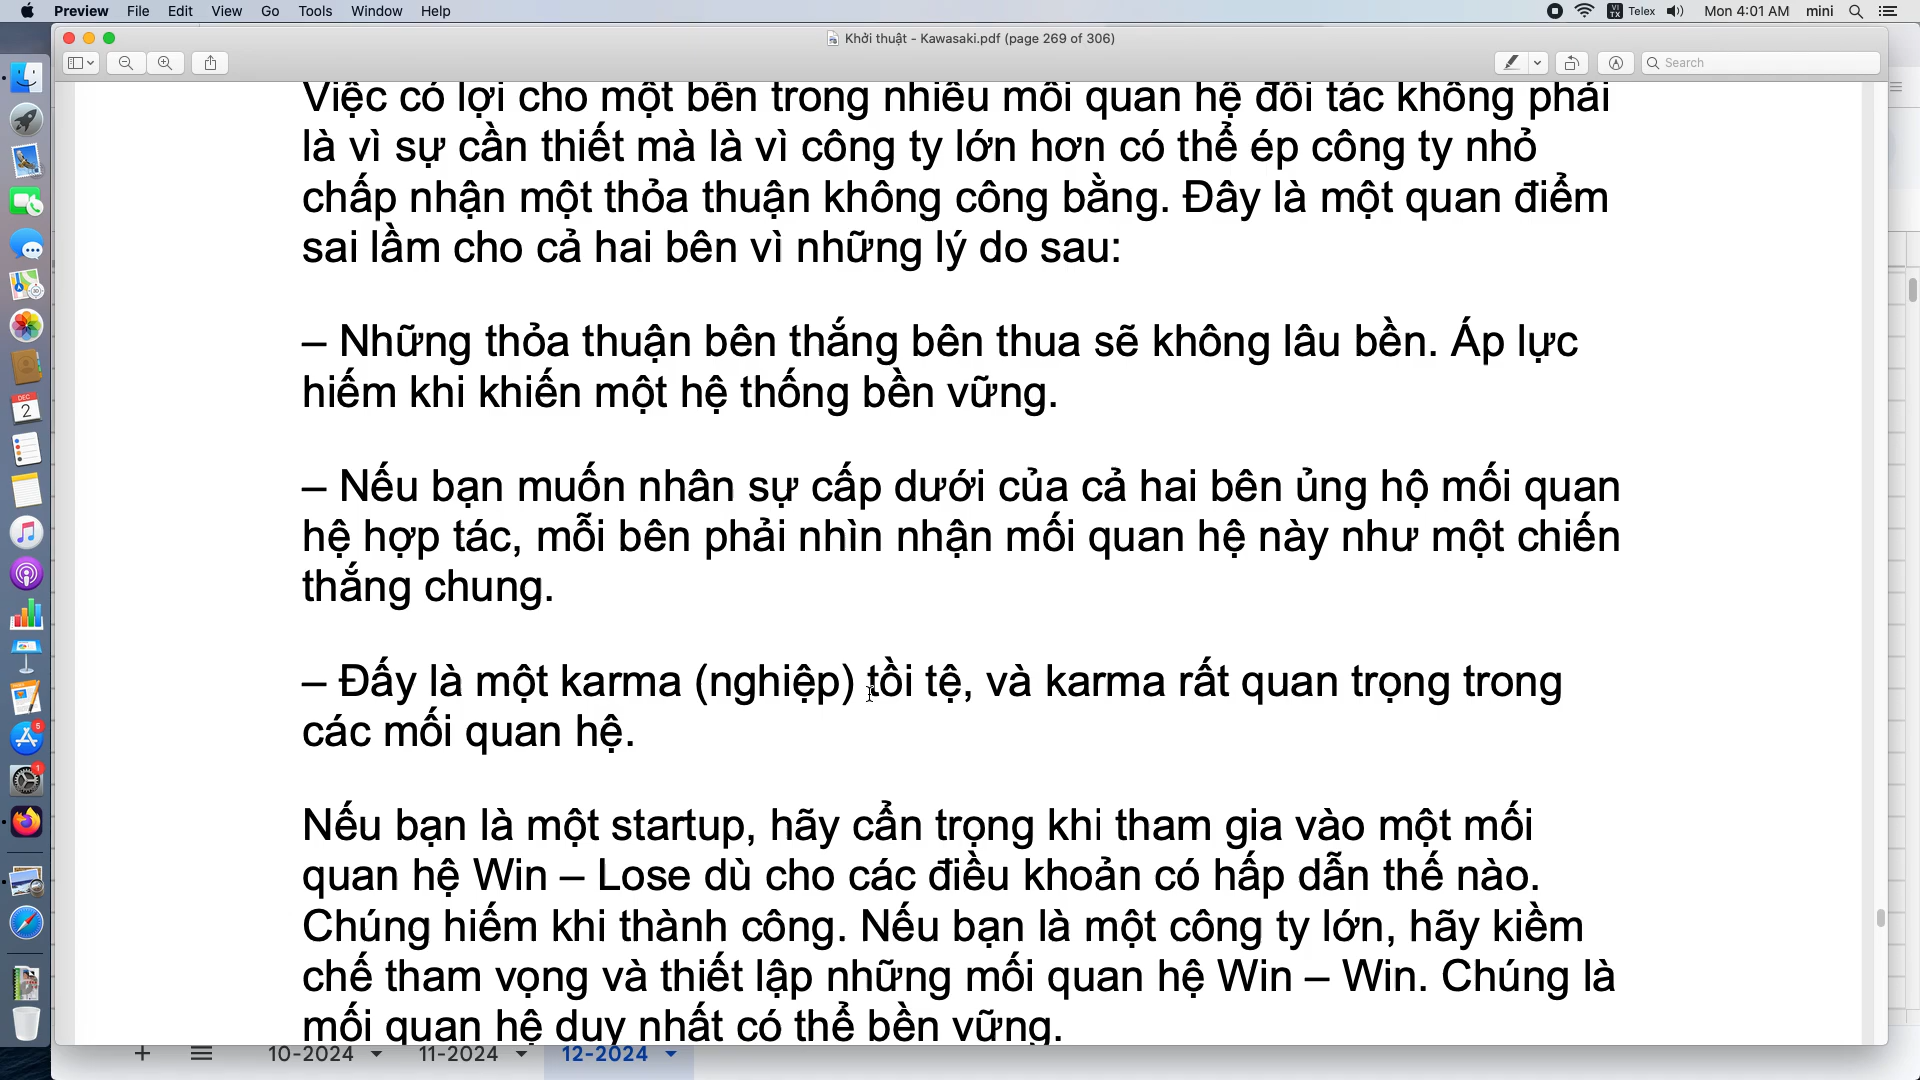 Preview File Edit View Go Tools Window Help
VI TX Telex Mon 4:01 AM mini
Khởi thuật - Kawasaki.pdf (page 269 of 306)
Search
Việc có lợi cho một bên trong nhiều mối quan hệ đối tác không phải
là vì sự cần thiết mà là vì công ty lớn hơn có thể ép công ty nhỏ
chấp nhận một thỏa thuận không công bằng. Đây là một quan điểm
sai lầm cho cả hai bên vì những lý do sau:
– Những thỏa thuận bên thắng bên thua sẽ không lâu bền. Áp lực
hiếm khi khiến một hệ thống bền vững.
– Nếu bạn muốn nhân sự cấp dưới của cả hai bên ủng hộ mối quan
hệ hợp tác, mỗi bên phải nhìn nhận mối quan hệ này như một chiến
thắng chung.
– Đấy là một karma (nghiệp) tồi tệ, và karma rất quan trọng trong
các mối quan hệ.
Nếu bạn là một startup, hãy cẩn trọng khi tham gia vào một mối
quan hệ Win – Lose dù cho các điều khoản có hấp dẫn thế nào.
Chúng hiếm khi thành công. Nếu bạn là một công ty lớn, hãy kiềm
chế tham vọng và thiết lập những mối quan hệ Win – Win. Chúng là
mối quan hệ duy nhất có thể bền vững.
DEC
2
5
1
10-2024 11-2024 12-2024